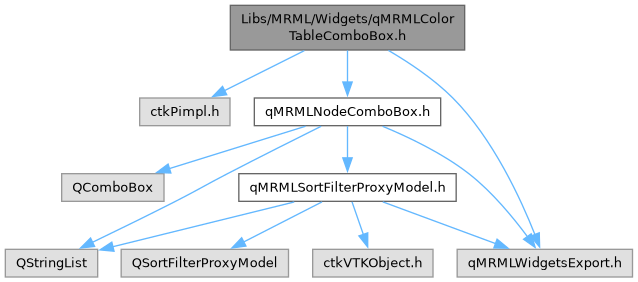 Libs/MRML/Widgets/qMRMLColor
TableComboBox.h
ctkPimpl.h
qMRMLNodeComboBox.h
QComboBox
qMRMLSortFilterProxyModel.h
QStringList
QSortFilterProxyModel
ctkVTKObject.h
qMRMLWidgetsExport.h